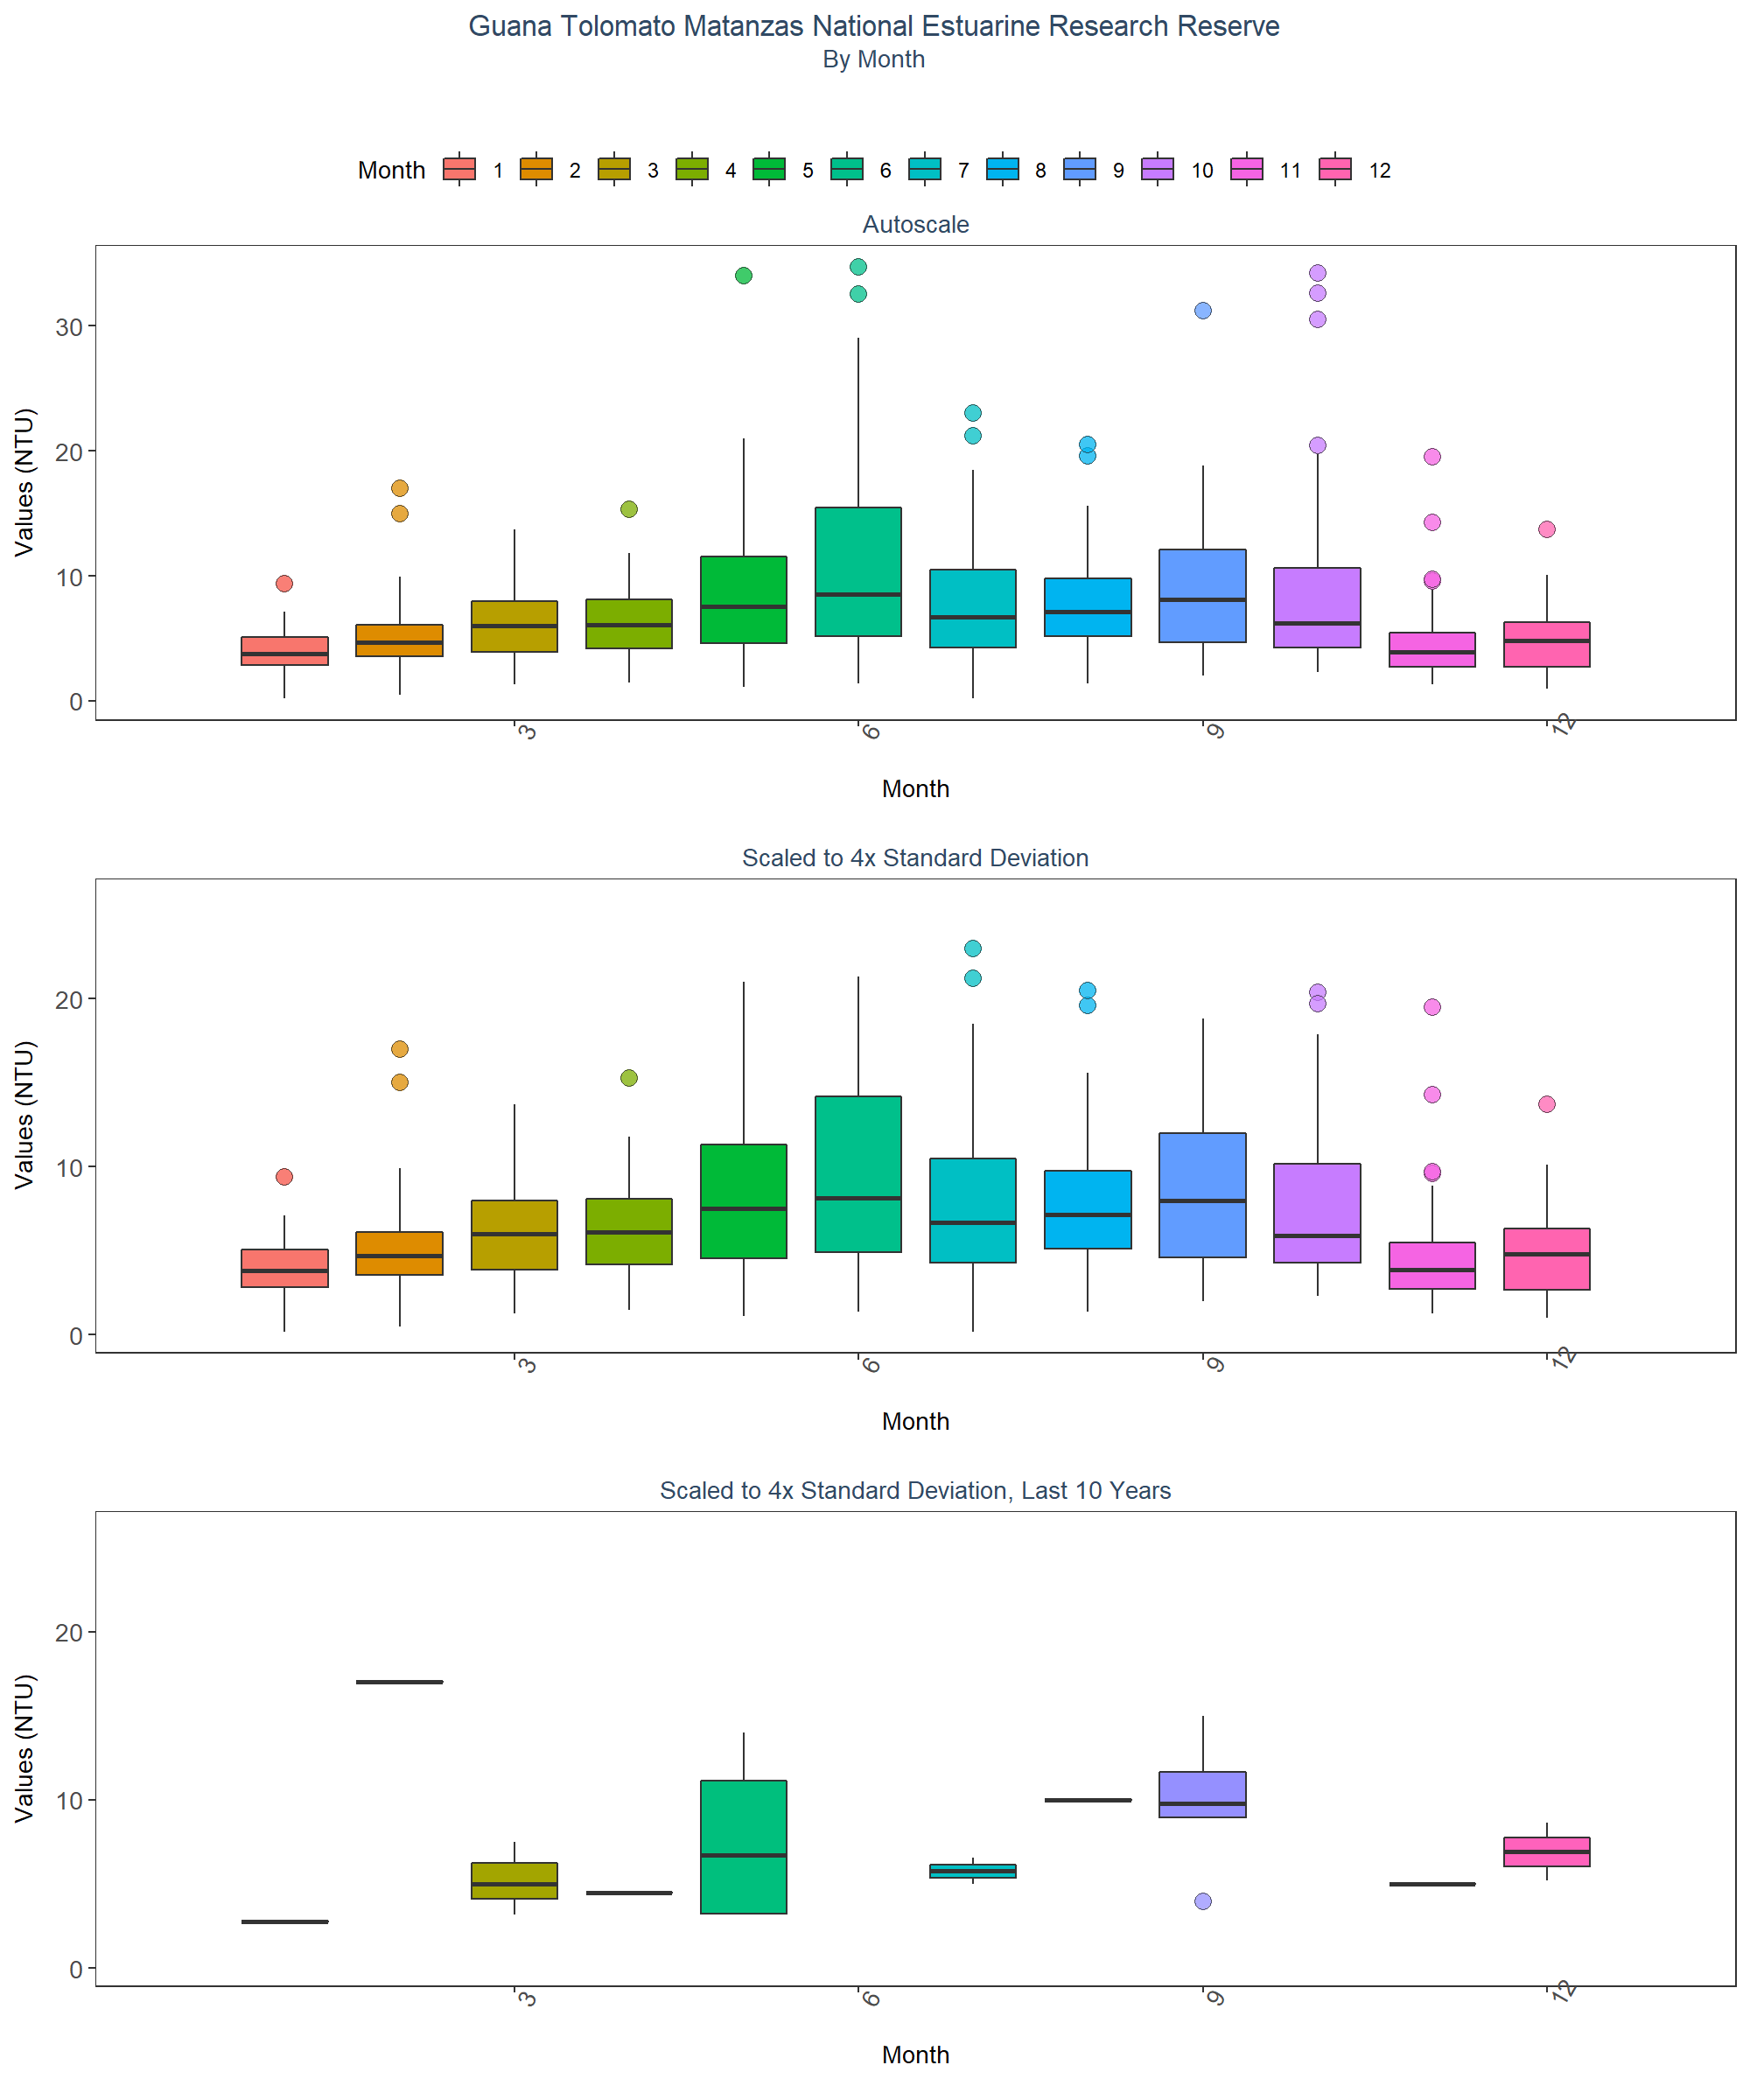 Guana Tolomato Matanzas National Estuarine Research Reserve
By Month
Month 1 2 3 4 5 6 7 8 9 10 11 12
Autoscale
Values (NTU)
30
20
10
0
3 6 9 12
Month
Scaled to 4x Standard Deviation
Values (NTU)
20
10
0
3 6 9 12
Month
Scaled to 4x Standard Deviation, Last 10 Years
Values (NTU)
20
10
0
3 6 9 12
Month